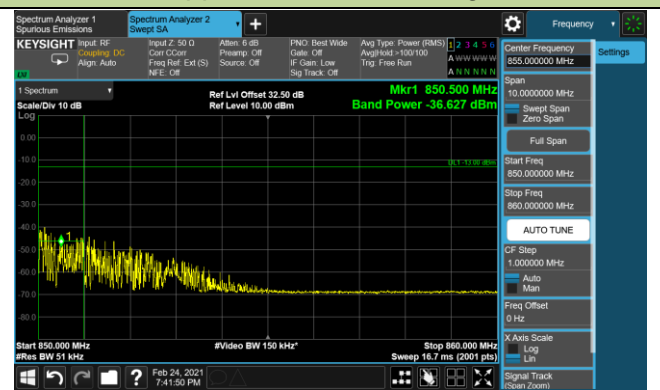 Spectrum Analyzer 1
Spurious Emissions
Spectrum Analyzer 2
Swept SA
Frequency
KEYSIGHT
Input: RF
Coupling: DC
Align: Auto
Input Z: 50 Ω
Corr CCorr
Freq Ref: Ext (S)
NFE: Off
Atten: 6 dB
Preamp: Off
Source: Off
PNO: Best Wide
Gate: Off
IF Gain: Low
Sig Track: Off
Avg Type: Power (RMS)
Avg|Hold:>100/100
Trig: Free Run
1 2 3 4 5 6
A W W W W W
A N N N N N
LXI
1 Spectrum
Scale/Div 10 dB
Log
Ref Lvl Offset 32.50 dB
Ref Level 10.00 dBm
Mkr1 850.500 MHz
Band Power -36.627 dBm
0.00
-10.0
DL1 -13.00 dBm
-20.0
-30.0
-40.0
1
-50.0
-60.0
-70.0
-80.0
Start 850.000 MHz
#Res BW 51 kHz
#Video BW 150 kHz*
Stop 860.000 MHz
Sweep 16.7 ms (2001 pts)
Feb 24, 2021
7:41:50 PM
Center Frequency
855.000000 MHz
Settings
Span
10.0000000 MHz
Swept Span
Zero Span
Full Span
Start Freq
850.000000 MHz
Stop Freq
860.000000 MHz
AUTO TUNE
CF Step
1.000000 MHz
Auto
Man
Freq Offset
0 Hz
X Axis Scale
Log
Lin
Signal Track
(Span Zoom)